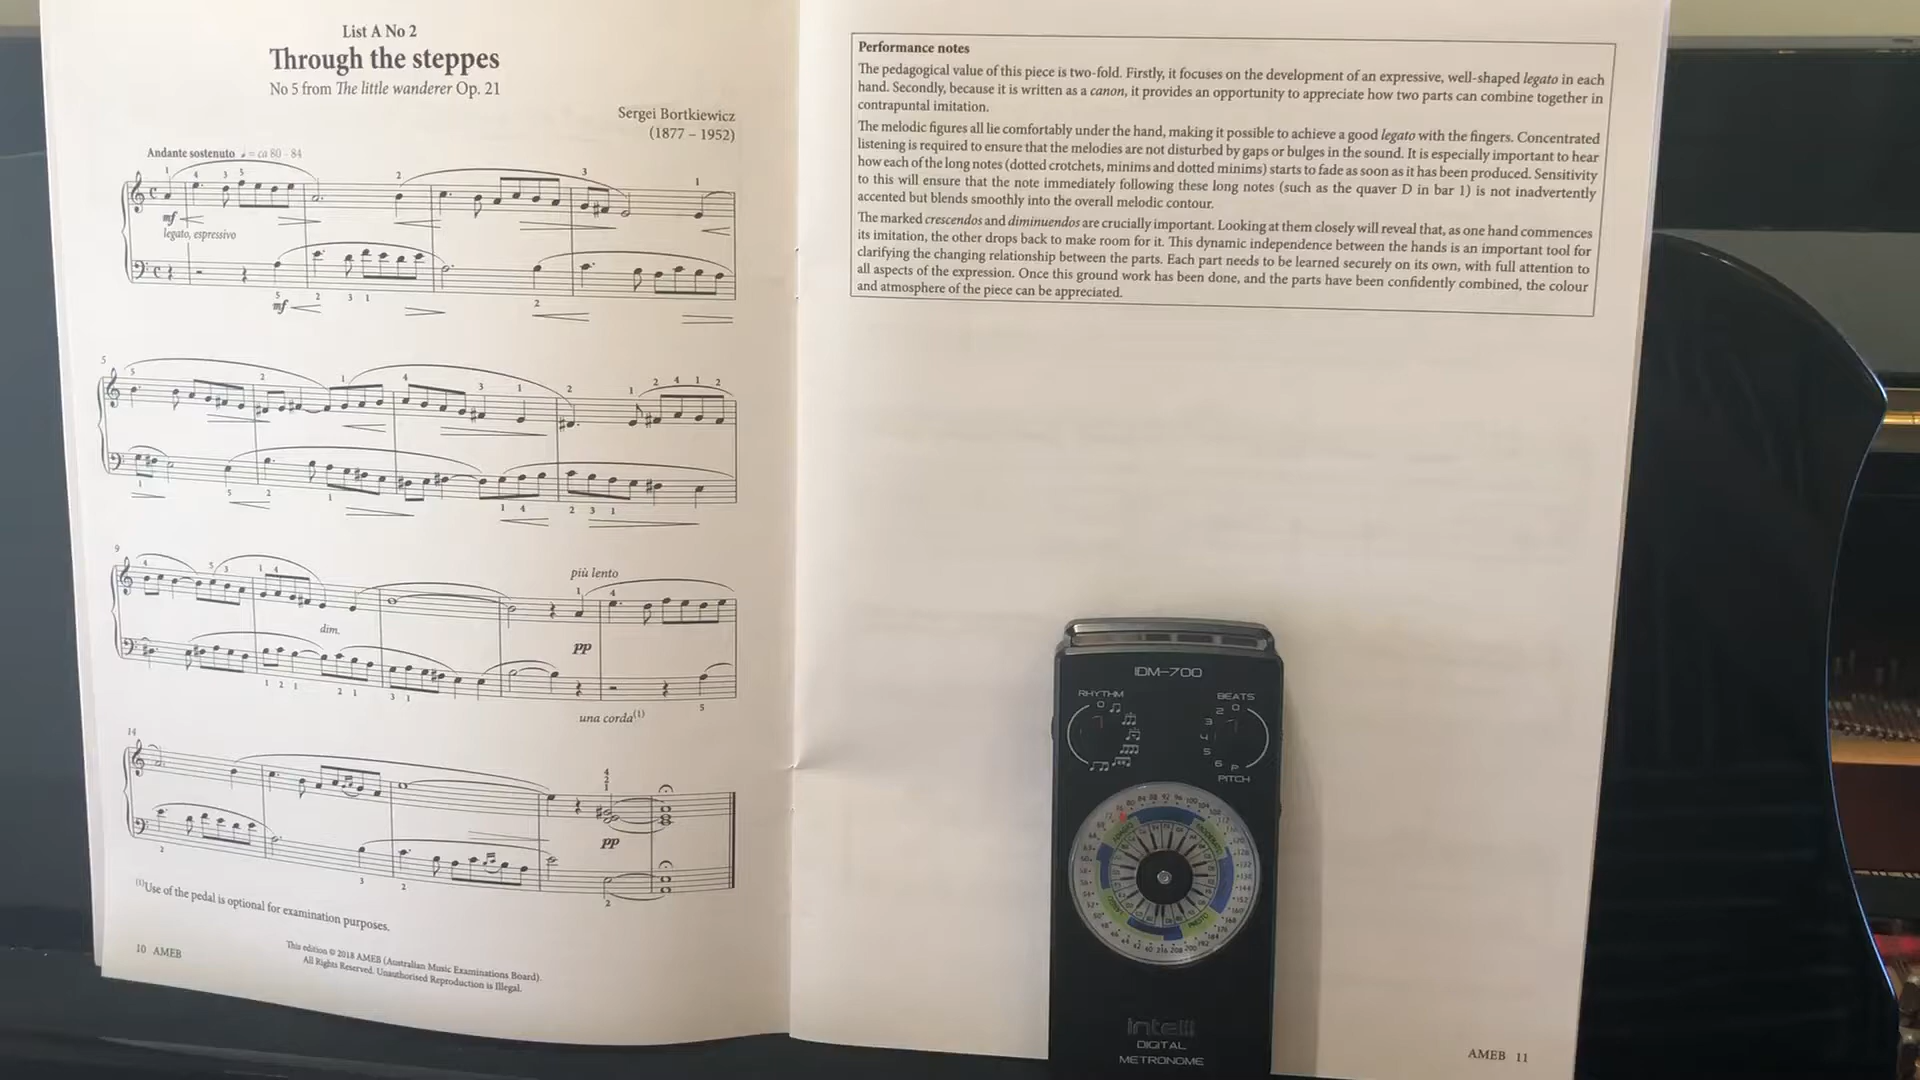 List A No 2
Through the steppes
No 5 from The little wanderer Op. 21
Sergei Bortkiewicz
(1877 – 1952)
Andante sostenuto ♩ = ca 80 - 84
mf
legato, espressivo
mf
5
9
più lento
dim.
pp
una corda(1)
14
pp
(1)Use of the pedal is optional for examination purposes.
10 AMEB
This edition © 2018 AMEB (Australian Music Examinations Board).
All Rights Reserved. Unauthorised Reproduction is Illegal.
Performance notes
The pedagogical value of this piece is two-fold. Firstly, it focuses on the development of an expressive, well-shaped legato in each
hand. Secondly, because it is written as a canon, it provides an opportunity to appreciate how two parts can combine together in
contrapuntal imitation.
The melodic figures all lie comfortably under the hand, making it possible to achieve a good legato with the fingers. Concentrated
listening is required to ensure that the melodies are not disturbed by gaps or bulges in the sound. It is especially important to hear
how each of the long notes (dotted crotchets, minims and dotted minims) starts to fade as soon as it has been produced. Sensitivity
to this will ensure that the note immediately following these long notes (such as the quaver D in bar 1) is not inadvertently
accented but blends smoothly into the overall melodic contour.
The marked crescendos and diminuendos are crucially important. Looking at them closely will reveal that, as one hand commences
its imitation, the other drops back to make room for it. This dynamic independence between the hands is an important tool for
clarifying the changing relationship between the parts. Each part needs to be learned securely on its own, with full attention to
all aspects of the expression. Once this ground work has been done, and the parts have been confidently combined, the colour
and atmosphere of the piece can be appreciated.
IDM-700
RHYTHM
BEATS
0
2 0
3
4
5
6 P
PITCH
intelli
DIGITAL
METRONOME
AMEB 11